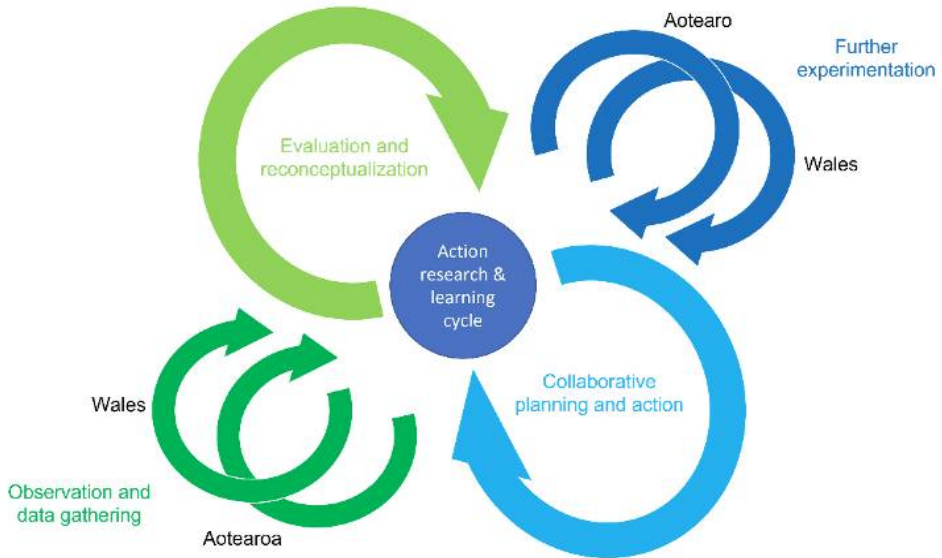 Aotearo
Further
experimentation
Wales
Evaluation and
reconceptualization
Action
research &
learning
cycle
Collaborative
planning and action
Wales
Observation and
data gathering
Aotearoa